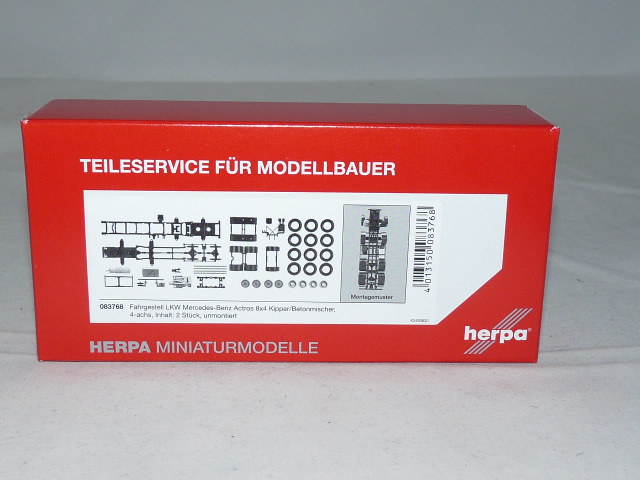 TEILESERVICE FÜR MODELLBAUER
083768 Fahrgestell LKW Mercedes-Benz Actros 8x4 Kipper/Betonmischer,
4-achs, Inhalt: 2 Stück, unmontiert
Montagemuster
4 013150 083768
HERPA MINIATURMODELLE
herpa